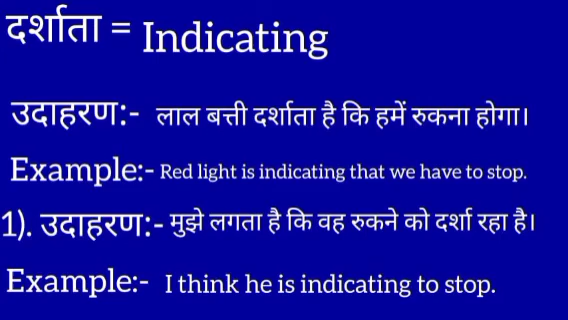 दर्शाता = Indicating
उदाहरण:- लाल बत्ती दर्शाता है कि हमें रुकना होगा।
Example:- Red light is indicating that we have to stop.
1). उदाहरण:- मुझे लगता है कि वह रुकने को दर्शा रहा है।
Example:- I think he is indicating to stop.